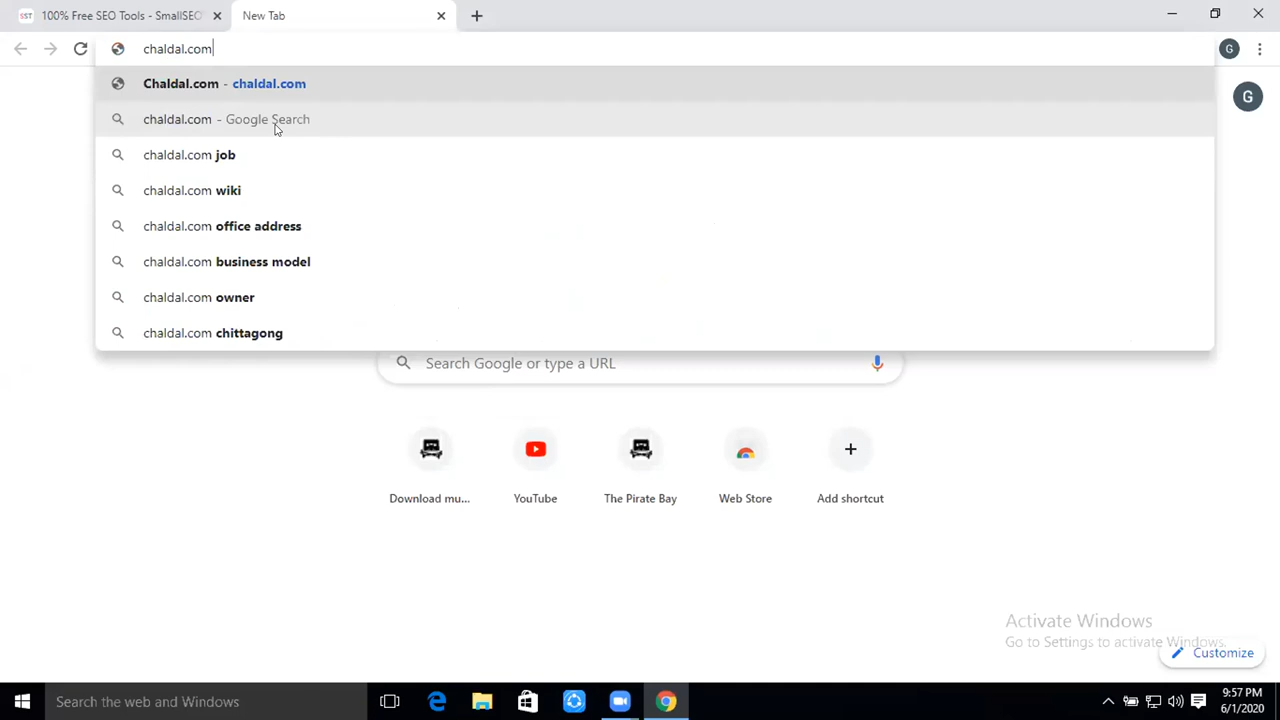 100% Free SEO Tools - SmallSEO
New Tab
chaldal.com
G
Chaldal.com - chaldal.com
G
chaldal.com - Google Search
chaldal.com job
chaldal.com wiki
chaldal.com office address
chaldal.com business model
chaldal.com owner
chaldal.com chittagong
Search Google or type a URL
Download mu...
YouTube
The Pirate Bay
Web Store
Add shortcut
Activate Windows
Go to Settings to activate Windows.
Customize
Search the web and Windows
9:57 PM
6/1/2020